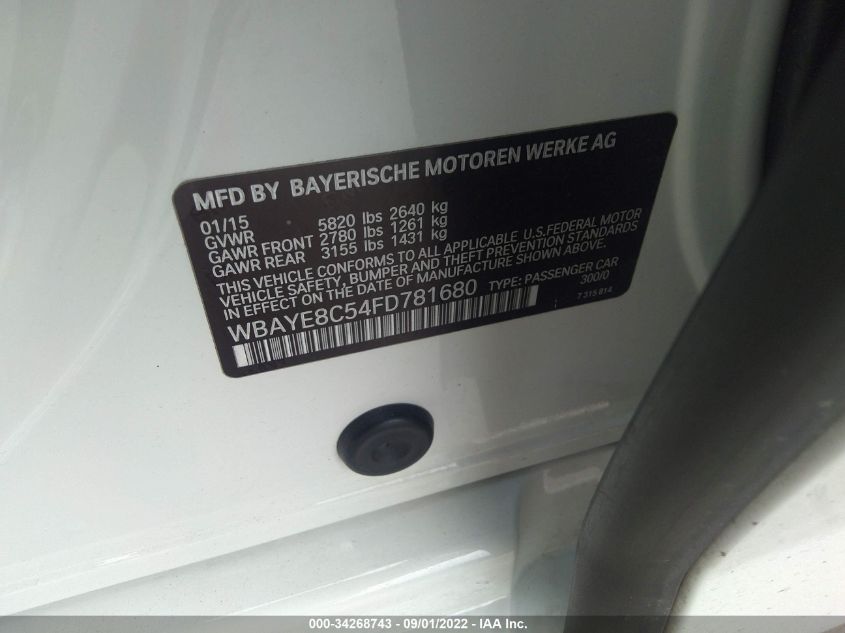 MFD BY BAYERISCHE MOTOREN WERKE AG
01/15
GVWR 5820 lbs 2640 kg
GAWR FRONT 2780 lbs 1261 kg
GAWR REAR 3155 lbs 1431 kg
THIS VEHICLE CONFORMS TO ALL APPLICABLE U.S.FEDERAL MOTOR
VEHICLE SAFETY, BUMPER AND THEFT PREVENTION STANDARDS
IN EFFECT ON THE DATE OF MANUFACTURE SHOWN ABOVE.
WBAYE8C54FD781680 TYPE: PASSENGER CAR
300/0
7 315 814
000-34268743 - 09/01/2022 - IAA Inc.